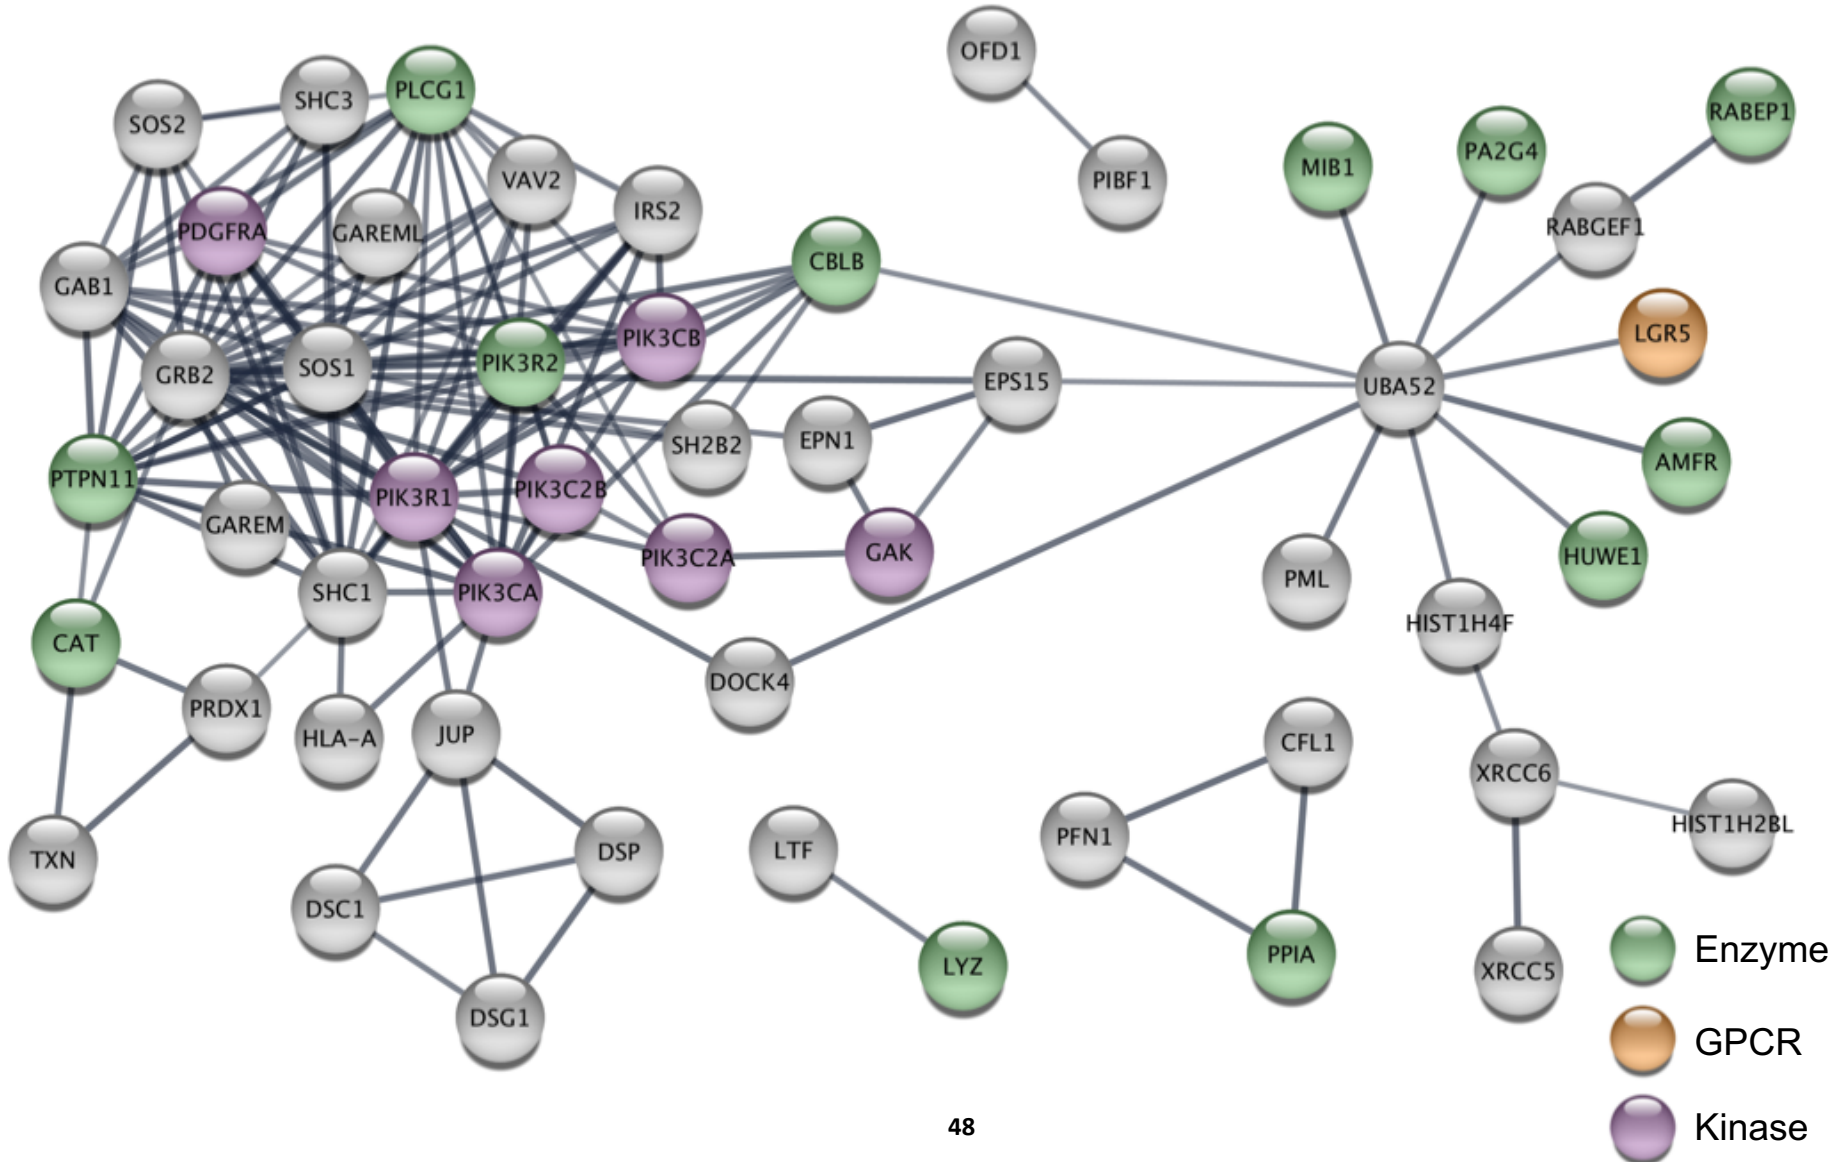 OFD1
SHC3
PLCG1
SOS2
RABEP1
PA2G4
MIB1
VAV2
PIBF1
IRS2
RABGEF1
PDGFRA
GAREML
CBLB
GAB1
LGR5
PIK3CB
PIK3R2
SOS1
GRB2
EPS15
UBA52
SH2B2
EPN1
AMFR
PTPN11
PIK3R1
PIK3C2B
GAREM
PIK3C2A
GAK
HUWE1
PML
SHC1
PIK3CA
HIST1H4F
CAT
DOCK4
PRDX1
HLA-A
JUP
CFL1
XRCC6
HIST1H2BL
PFN1
LTF
DSP
TXN
DSC1
LYZ
PPIA
XRCC5
DSG1
Enzyme
GPCR
Kinase
48